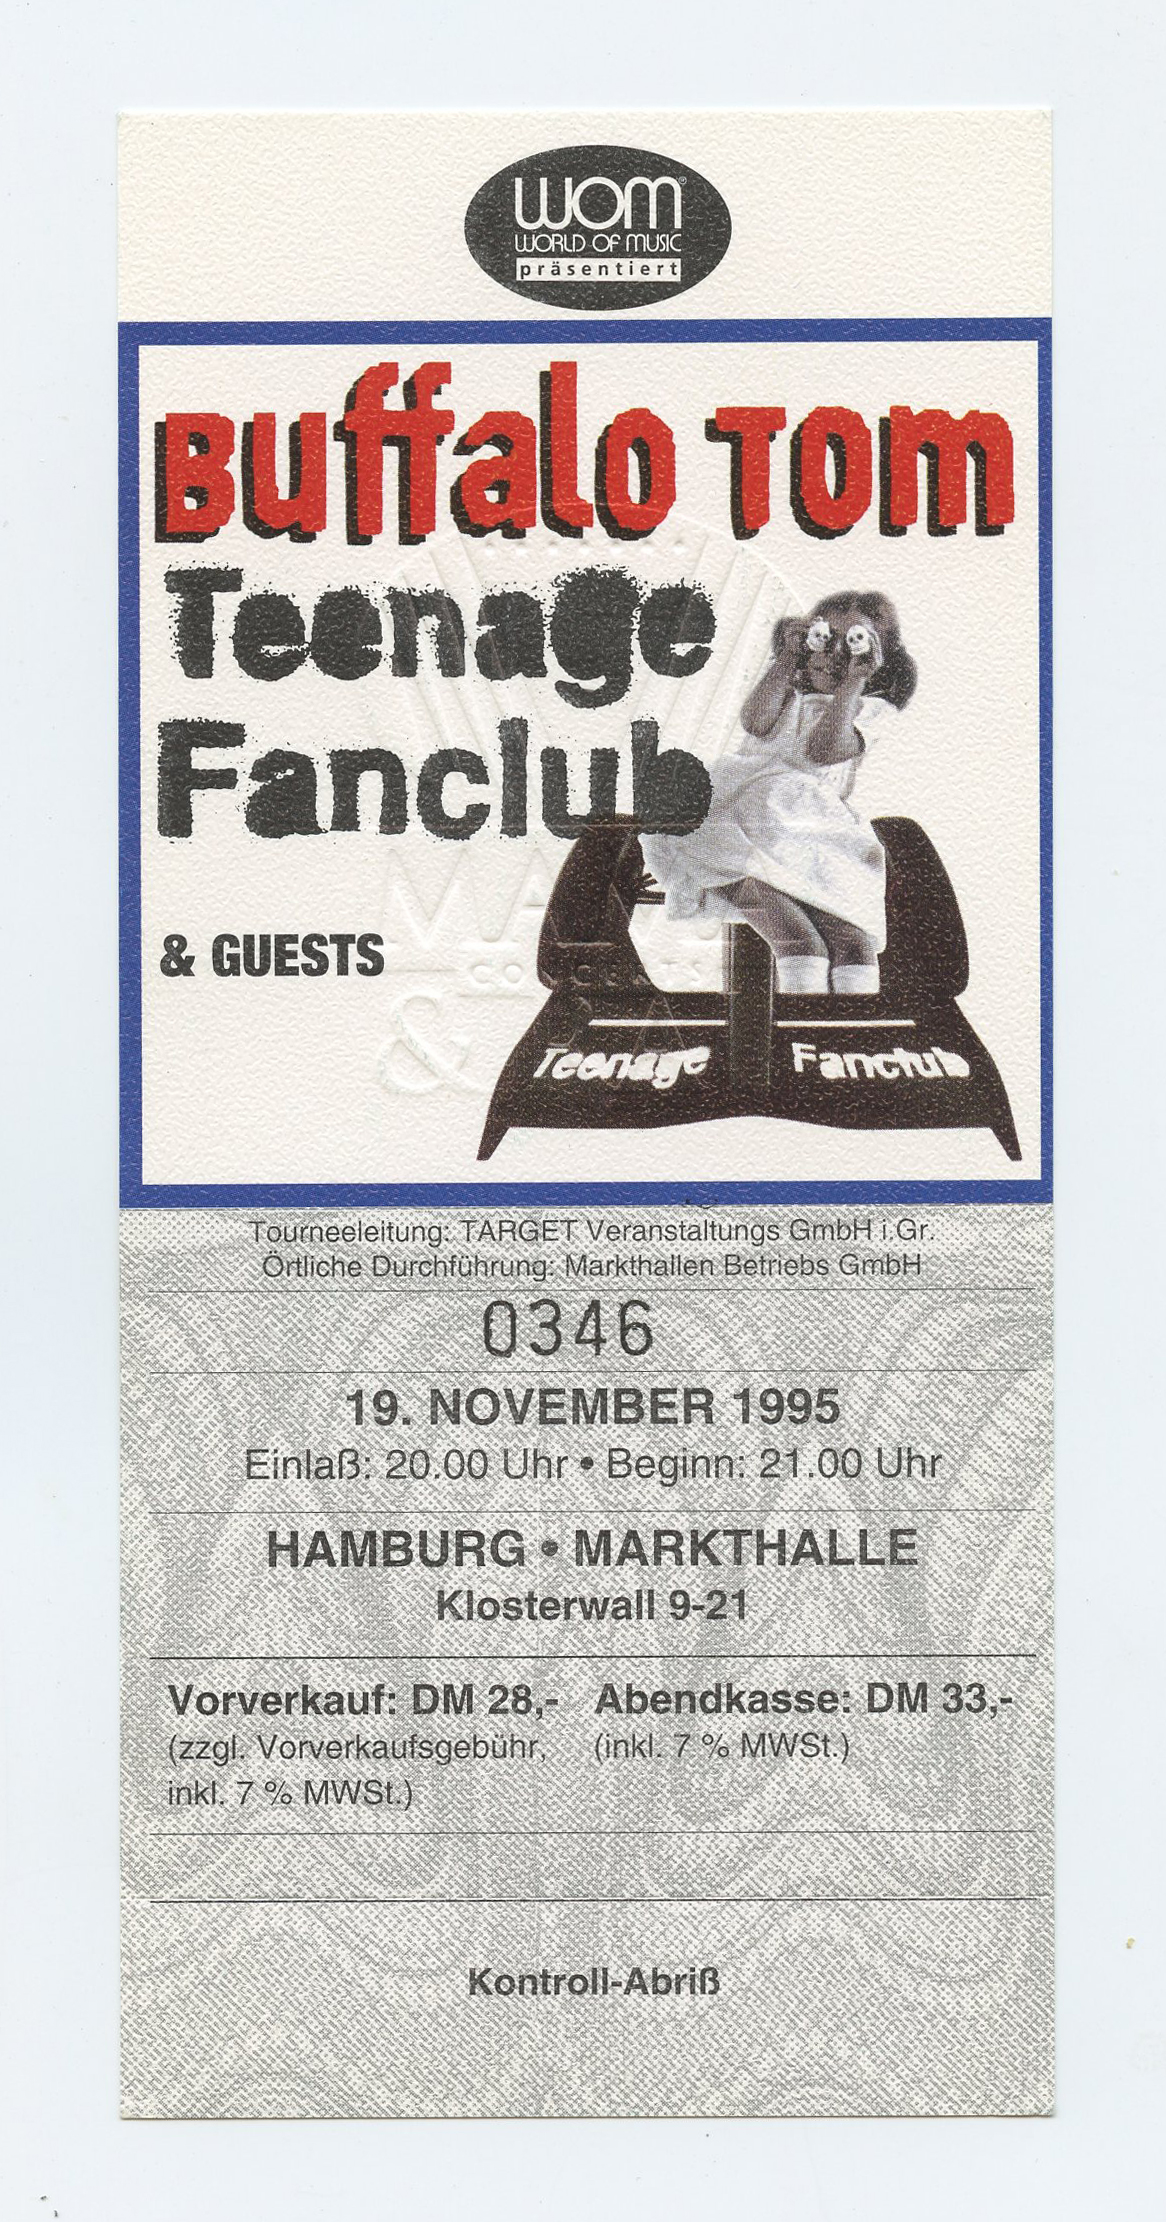 WOM®
WORLD OF MUSIC
präsentiert
Buffalo Tom
Teenage
Fanclub
& GUESTS
MAMA
CONCERTS
&
Teenage Fanclub
Tourneeleitung: TARGET Veranstaltungs GmbH i.Gr.
Örtliche Durchführung: Markthallen Betriebs GmbH
0346
19. NOVEMBER 1995
Einlaß: 20.00 Uhr • Beginn: 21.00 Uhr
HAMBURG • MARKTHALLE
Klosterwall 9-21
Vorverkauf: DM 28,- Abendkasse: DM 33,-
(zzgl. Vorverkaufsgebühr, (inkl. 7 % MWSt.)
inkl. 7 % MWSt.)
Kontroll-Abriß